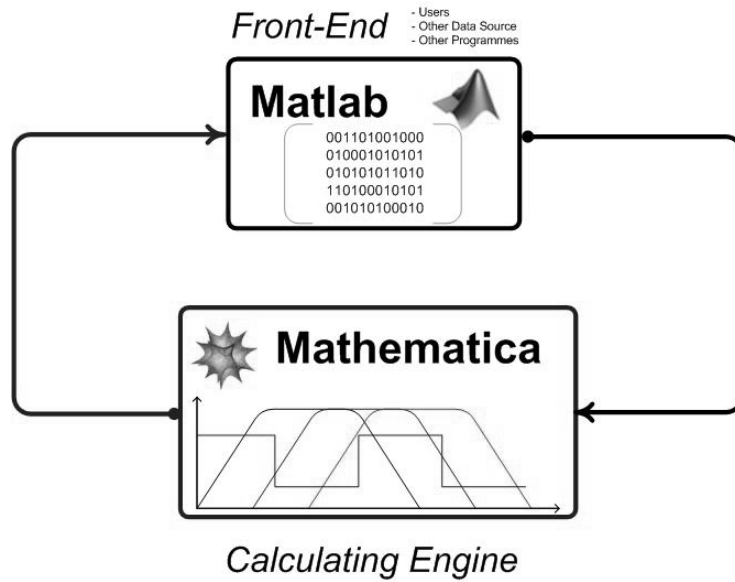 Front-End
- Users
- Other Data Source
- Other Programmes
Matlab
001101001000
010001010101
010101011010
110100010101
001010100010
Mathematica
Calculating Engine